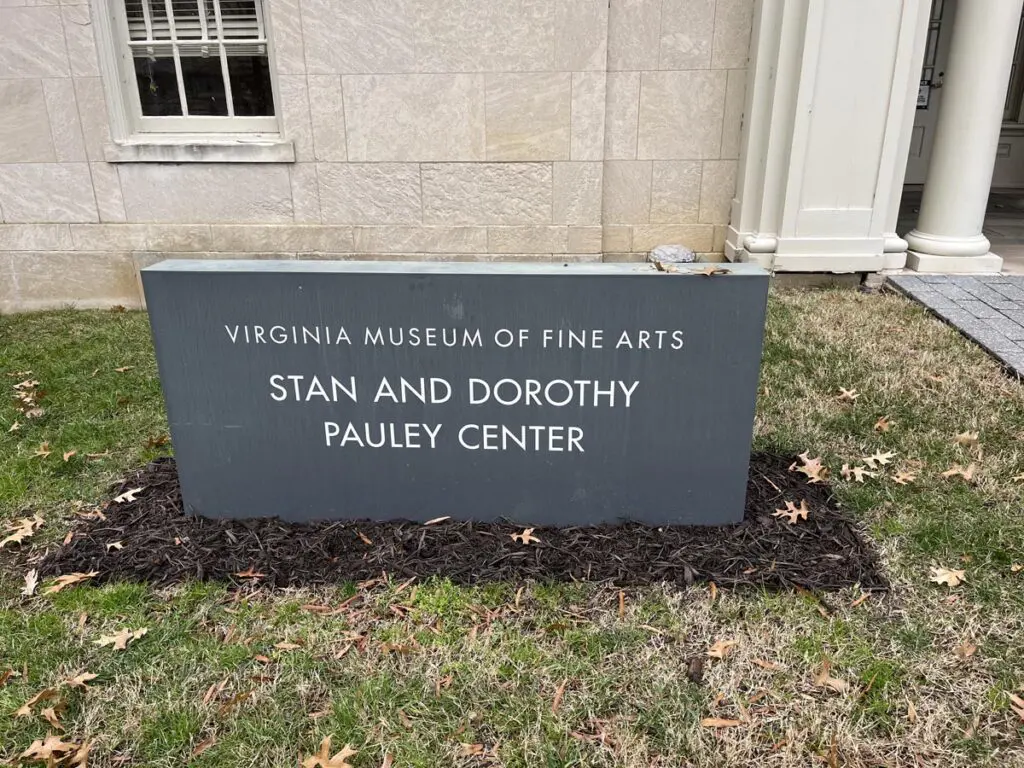 VIRGINIA MUSEUM OF FINE ARTS
STAN AND DOROTHY
PAULEY CENTER